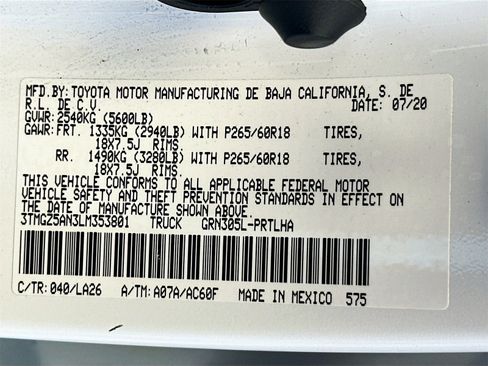 MFD.BY: TOYOTA MOTOR MANUFACTURING DE BAJA CALIFORNIA, S. DE
R.L. DE C.V. DATE: 07/20
GVWR: 2540KG (5600LB)
GAWR: FRT. 1335KG (2940LB) WITH P265/60R18 TIRES,
18X7.5J RIMS.
RR. 1490KG (3280LB) WITH P265/60R18 TIRES,
18X7.5J RIMS.
THIS VEHICLE CONFORMS TO ALL APPLICABLE FEDERAL MOTOR
VEHICLE SAFETY AND THEFT PREVENTION STANDARDS IN EFFECT ON
THE DATE OF MANUFACTURE SHOWN ABOVE.
3TMGZ5AN3LM353801 TRUCK GRN305L-PRTLHA
C/TR: 040/LA26 A/TM: A07A/AC60F MADE IN MEXICO 575